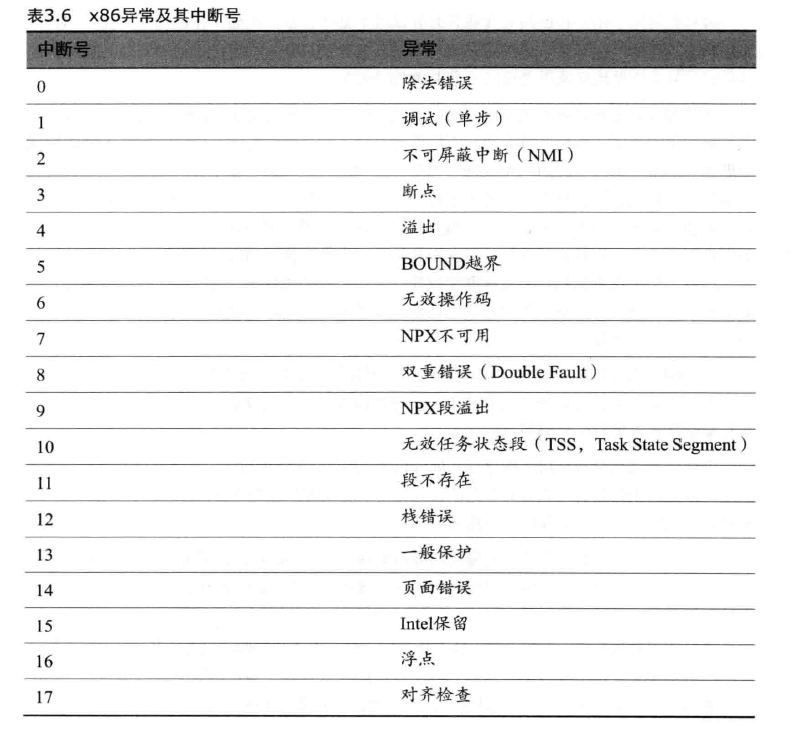 表3.6 x86异常及其中断号
中断号 异常
0 除法错误
1 调试（单步）
2 不可屏蔽中断（NMI）
3 断点
4 溢出
5 BOUND越界
6 无效操作码
7 NPX不可用
8 双重错误（Double Fault）
9 NPX段溢出
10 无效任务状态段（TSS，Task State Segment）
11 段不存在
12 栈错误
13 一般保护
14 页面错误
15 Intel保留
16 浮点
17 对齐检查